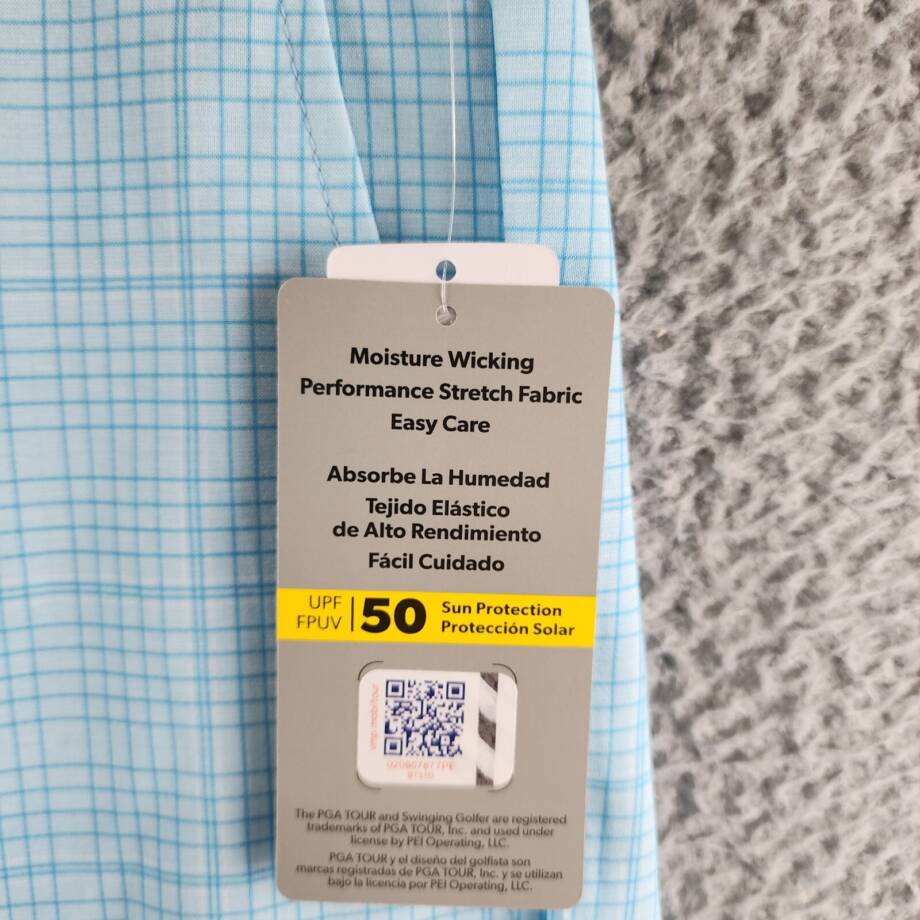 Moisture Wicking
Performance Stretch Fabric
Easy Care
Absorbe La Humedad
Tejido Elástico
de Alto Rendimiento
Fácil Cuidado
UPF
FPUV
50
Sun Protection
Protección Solar
The PGA TOUR and Swinging Golfer are registered
trademarks of PGA TOUR, Inc. and used under
license by PEI Operating, LLC.
PGA TOUR y el diseño del golfista son
marcas registradas de PGA TOUR, Inc. y se utilizan
bajo la licencia por PEI Operating, LLC.